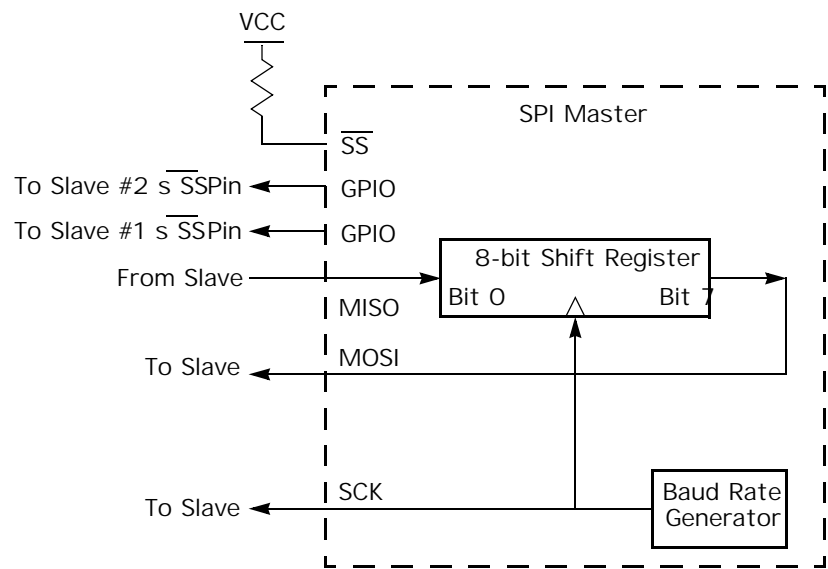 VCC
SPI Master
SS
To Slave #2 s SSPin
GPIO
To Slave #1 s SSPin
GPIO
8-bit Shift Register
From Slave
Bit 0
Bit 7
MISO
MOSI
To Slave
SCK
To Slave
Baud Rate
Generator